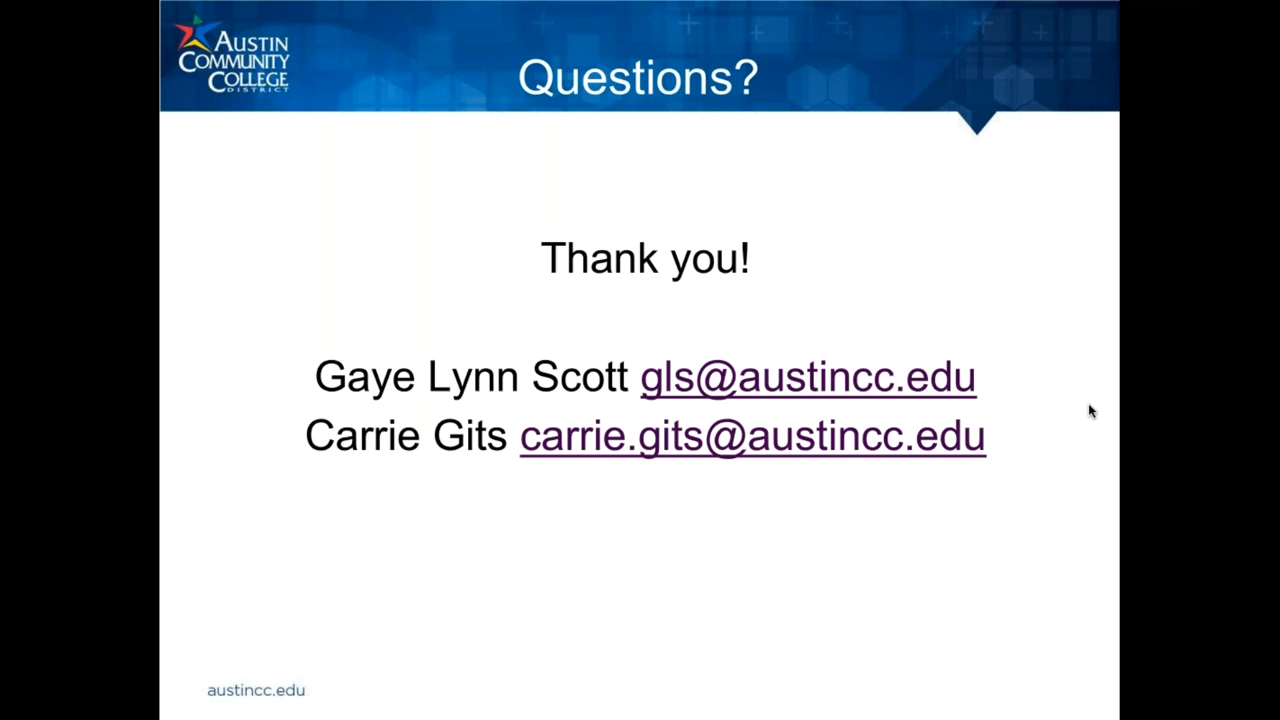 AUSTIN
COMMUNITY
COLLEGE
DISTRICT
Questions?
Thank you!
Gaye Lynn Scott gls@austincc.edu
Carrie Gits carrie.gits@austincc.edu
austincc.edu